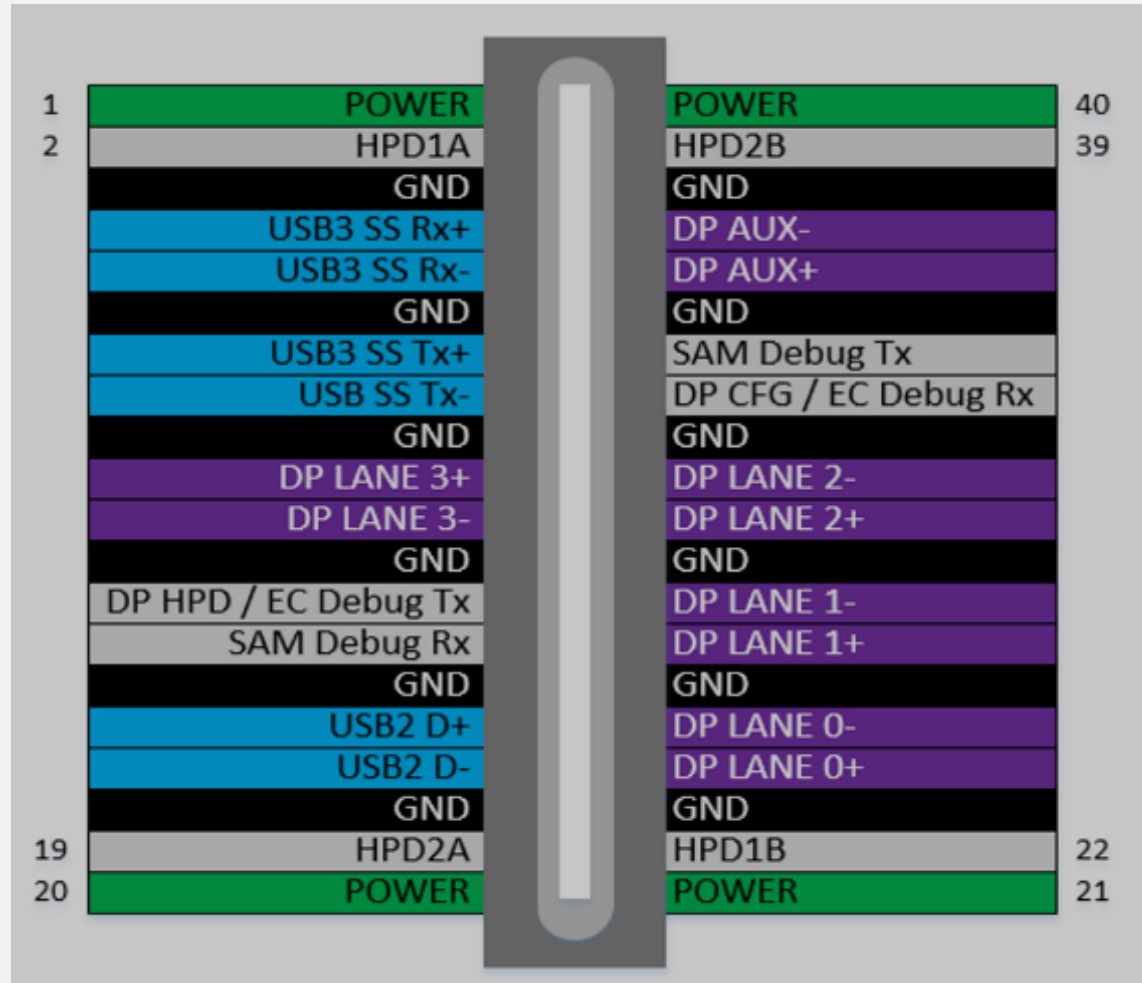 1 POWER POWER 40
2 HPD1A HPD2B 39
GND GND
USB3 SS Rx+ DP AUX-
USB3 SS Rx- DP AUX+
GND GND
USB3 SS Tx+ SAM Debug Tx
USB SS Tx- DP CFG / EC Debug Rx
GND GND
DP LANE 3+ DP LANE 2-
DP LANE 3- DP LANE 2+
GND GND
DP HPD / EC Debug Tx DP LANE 1-
SAM Debug Rx DP LANE 1+
GND GND
USB2 D+ DP LANE 0-
USB2 D- DP LANE 0+
GND GND
19 HPD2A HPD1B 22
20 POWER POWER 21